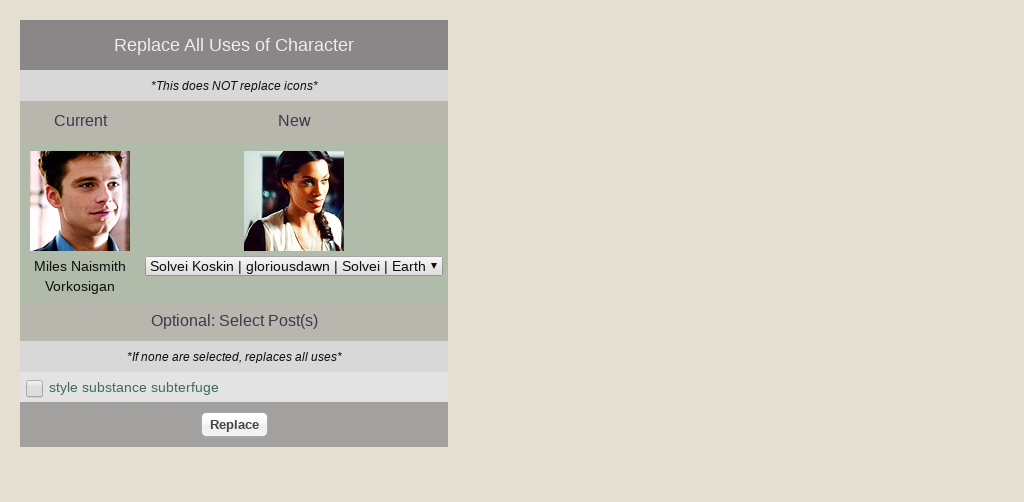 Replace All Uses of Character
*This does NOT replace icons*
Current New
Miles Naismith
Vorkosigan
Solvei Koskin | gloriousdawn | Solvei | Earth
Optional: Select Post(s)
*If none are selected, replaces all uses*
style substance subterfuge
Replace